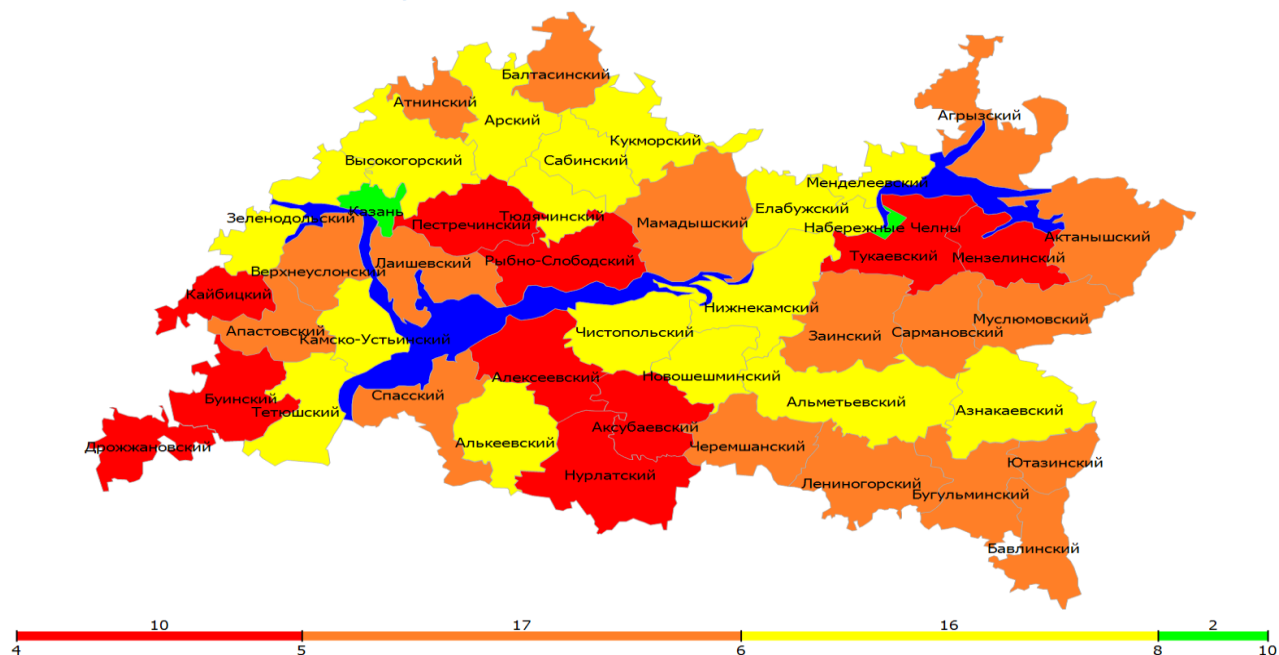 Балтасинский
Атнинский
Арский
Агрызский
Кукморский
Высокогорский
Сабинский
Менделеевский
Елабужский
Казань
Зеленодольский
Тюлячинский
Пестречинский
Мамадышский
Набережные Челны
Актанышский
Тукаевский
Мензелинский
Лаишевский
Рыбно-Слободский
Верхнеуслонский
Кайбицкий
Нижнекамский
Муслюмовский
Апастовский
Чистопольский
Сармановский
Заинский
Камско-Устьинский
Алексеевский
Новошешминский
Спасский
Буинский
Альметьевский
Тетюшский
Азнакаевский
Аксубаевский
Алькеевский
Дрожжановский
Черемшанский
Ютазинский
Нурлатский
Лениногорский
Бугульминский
Бавлинский
10 17 16 2
4 5 6 8 10